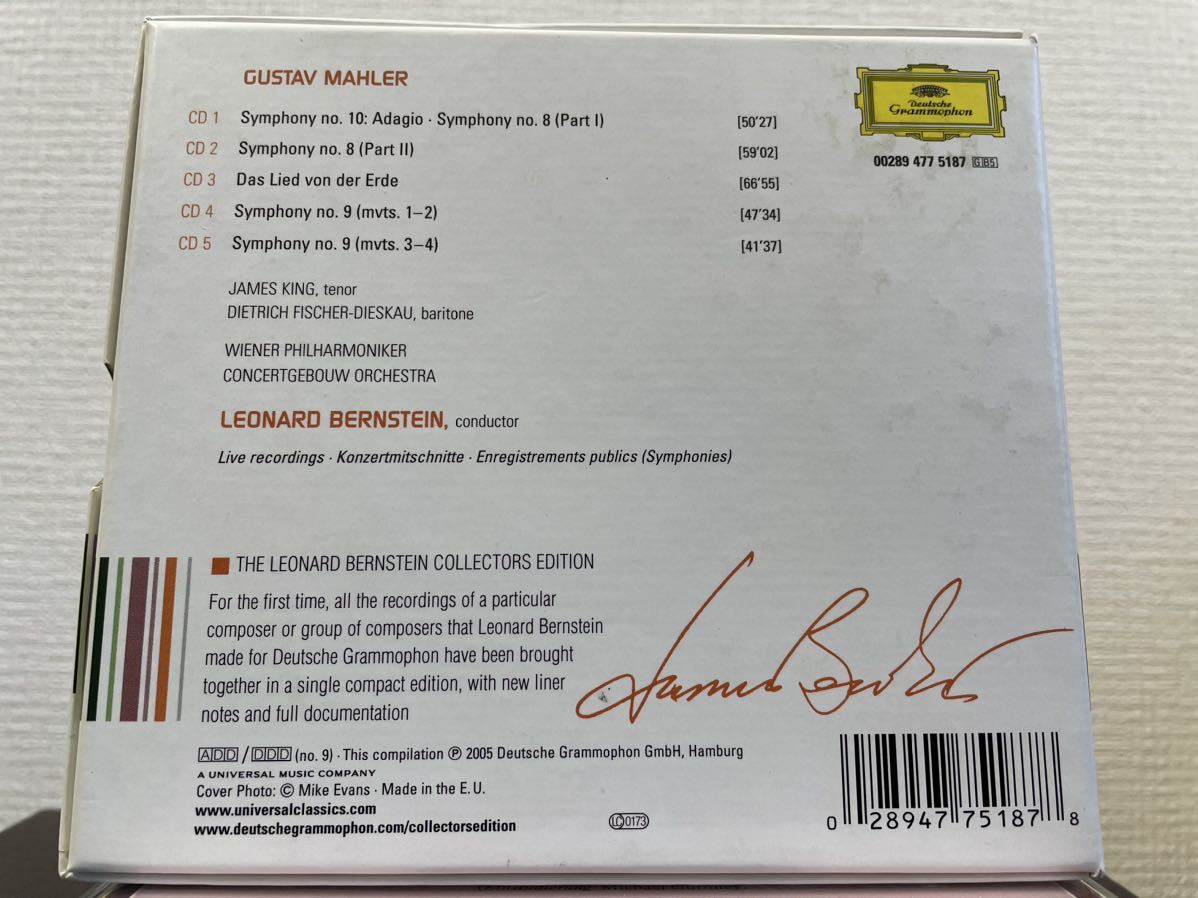 GUSTAV MAHLER
CD 1 Symphony no. 10: Adagio · Symphony no. 8 (Part I) [50'27]
CD 2 Symphony no. 8 (Part II) [59'02]
CD 3 Das Lied von der Erde [66'55]
CD 4 Symphony no. 9 (mvts. 1–2) [47'34]
CD 5 Symphony no. 9 (mvts. 3–4) [41'37]
Deutsche
Grammophon
00289 477 5187 GB5
JAMES KING, tenor
DIETRICH FISCHER-DIESKAU, baritone
WIENER PHILHARMONIKER
CONCERTGEBOUW ORCHESTRA
LEONARD BERNSTEIN, conductor
Live recordings · Konzertmitschnitte · Enregistrements publics (Symphonies)
THE LEONARD BERNSTEIN COLLECTORS EDITION
For the first time, all the recordings of a particular
composer or group of composers that Leonard Bernstein
made for Deutsche Grammophon have been brought
together in a single compact edition, with new liner
notes and full documentation
ADD / DDD (no. 9) · This compilation ℗ 2005 Deutsche Grammophon GmbH, Hamburg
A UNIVERSAL MUSIC COMPANY
Cover Photo: © Mike Evans · Made in the E. U.
www.universalclassics.com
www.deutschegrammophon.com/collectorsedition
LC 0173
0 28947 75187 8